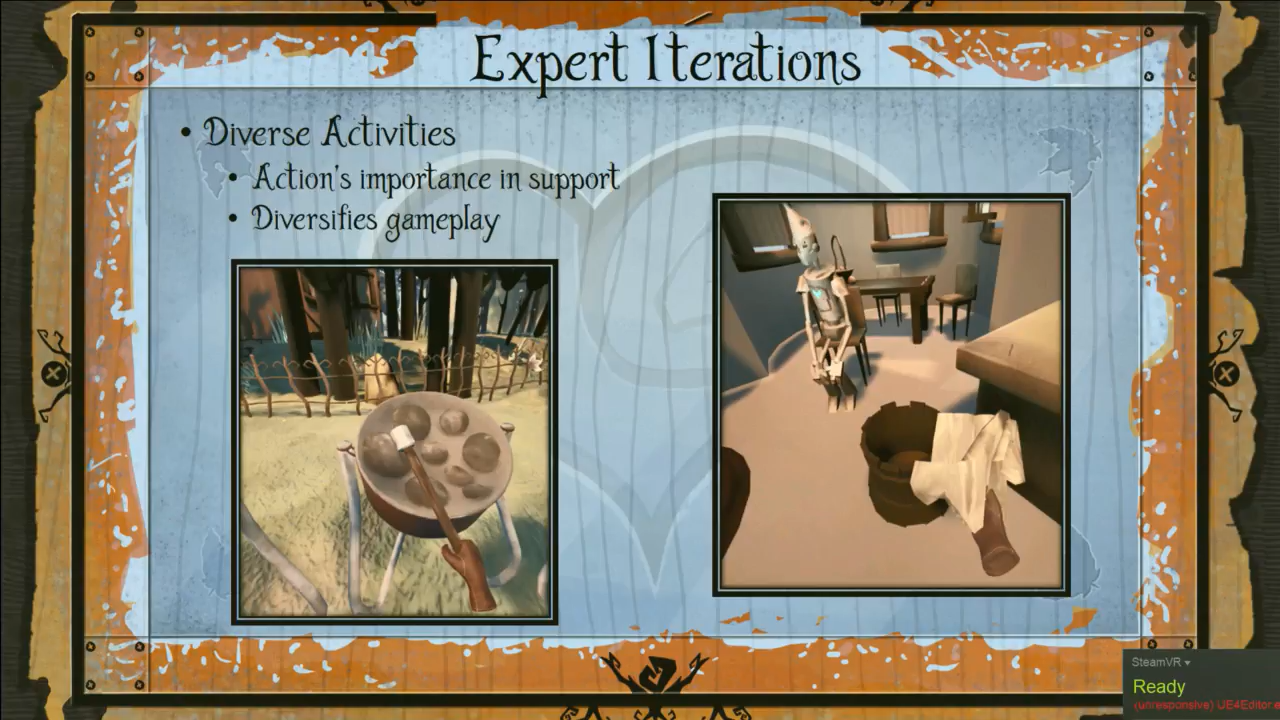 Expert Iterations
• Diverse Activities
• Action's importance in support
• Diversifies gameplay
SteamVR ▾
Ready
(unresponsive) UE4Editor.e